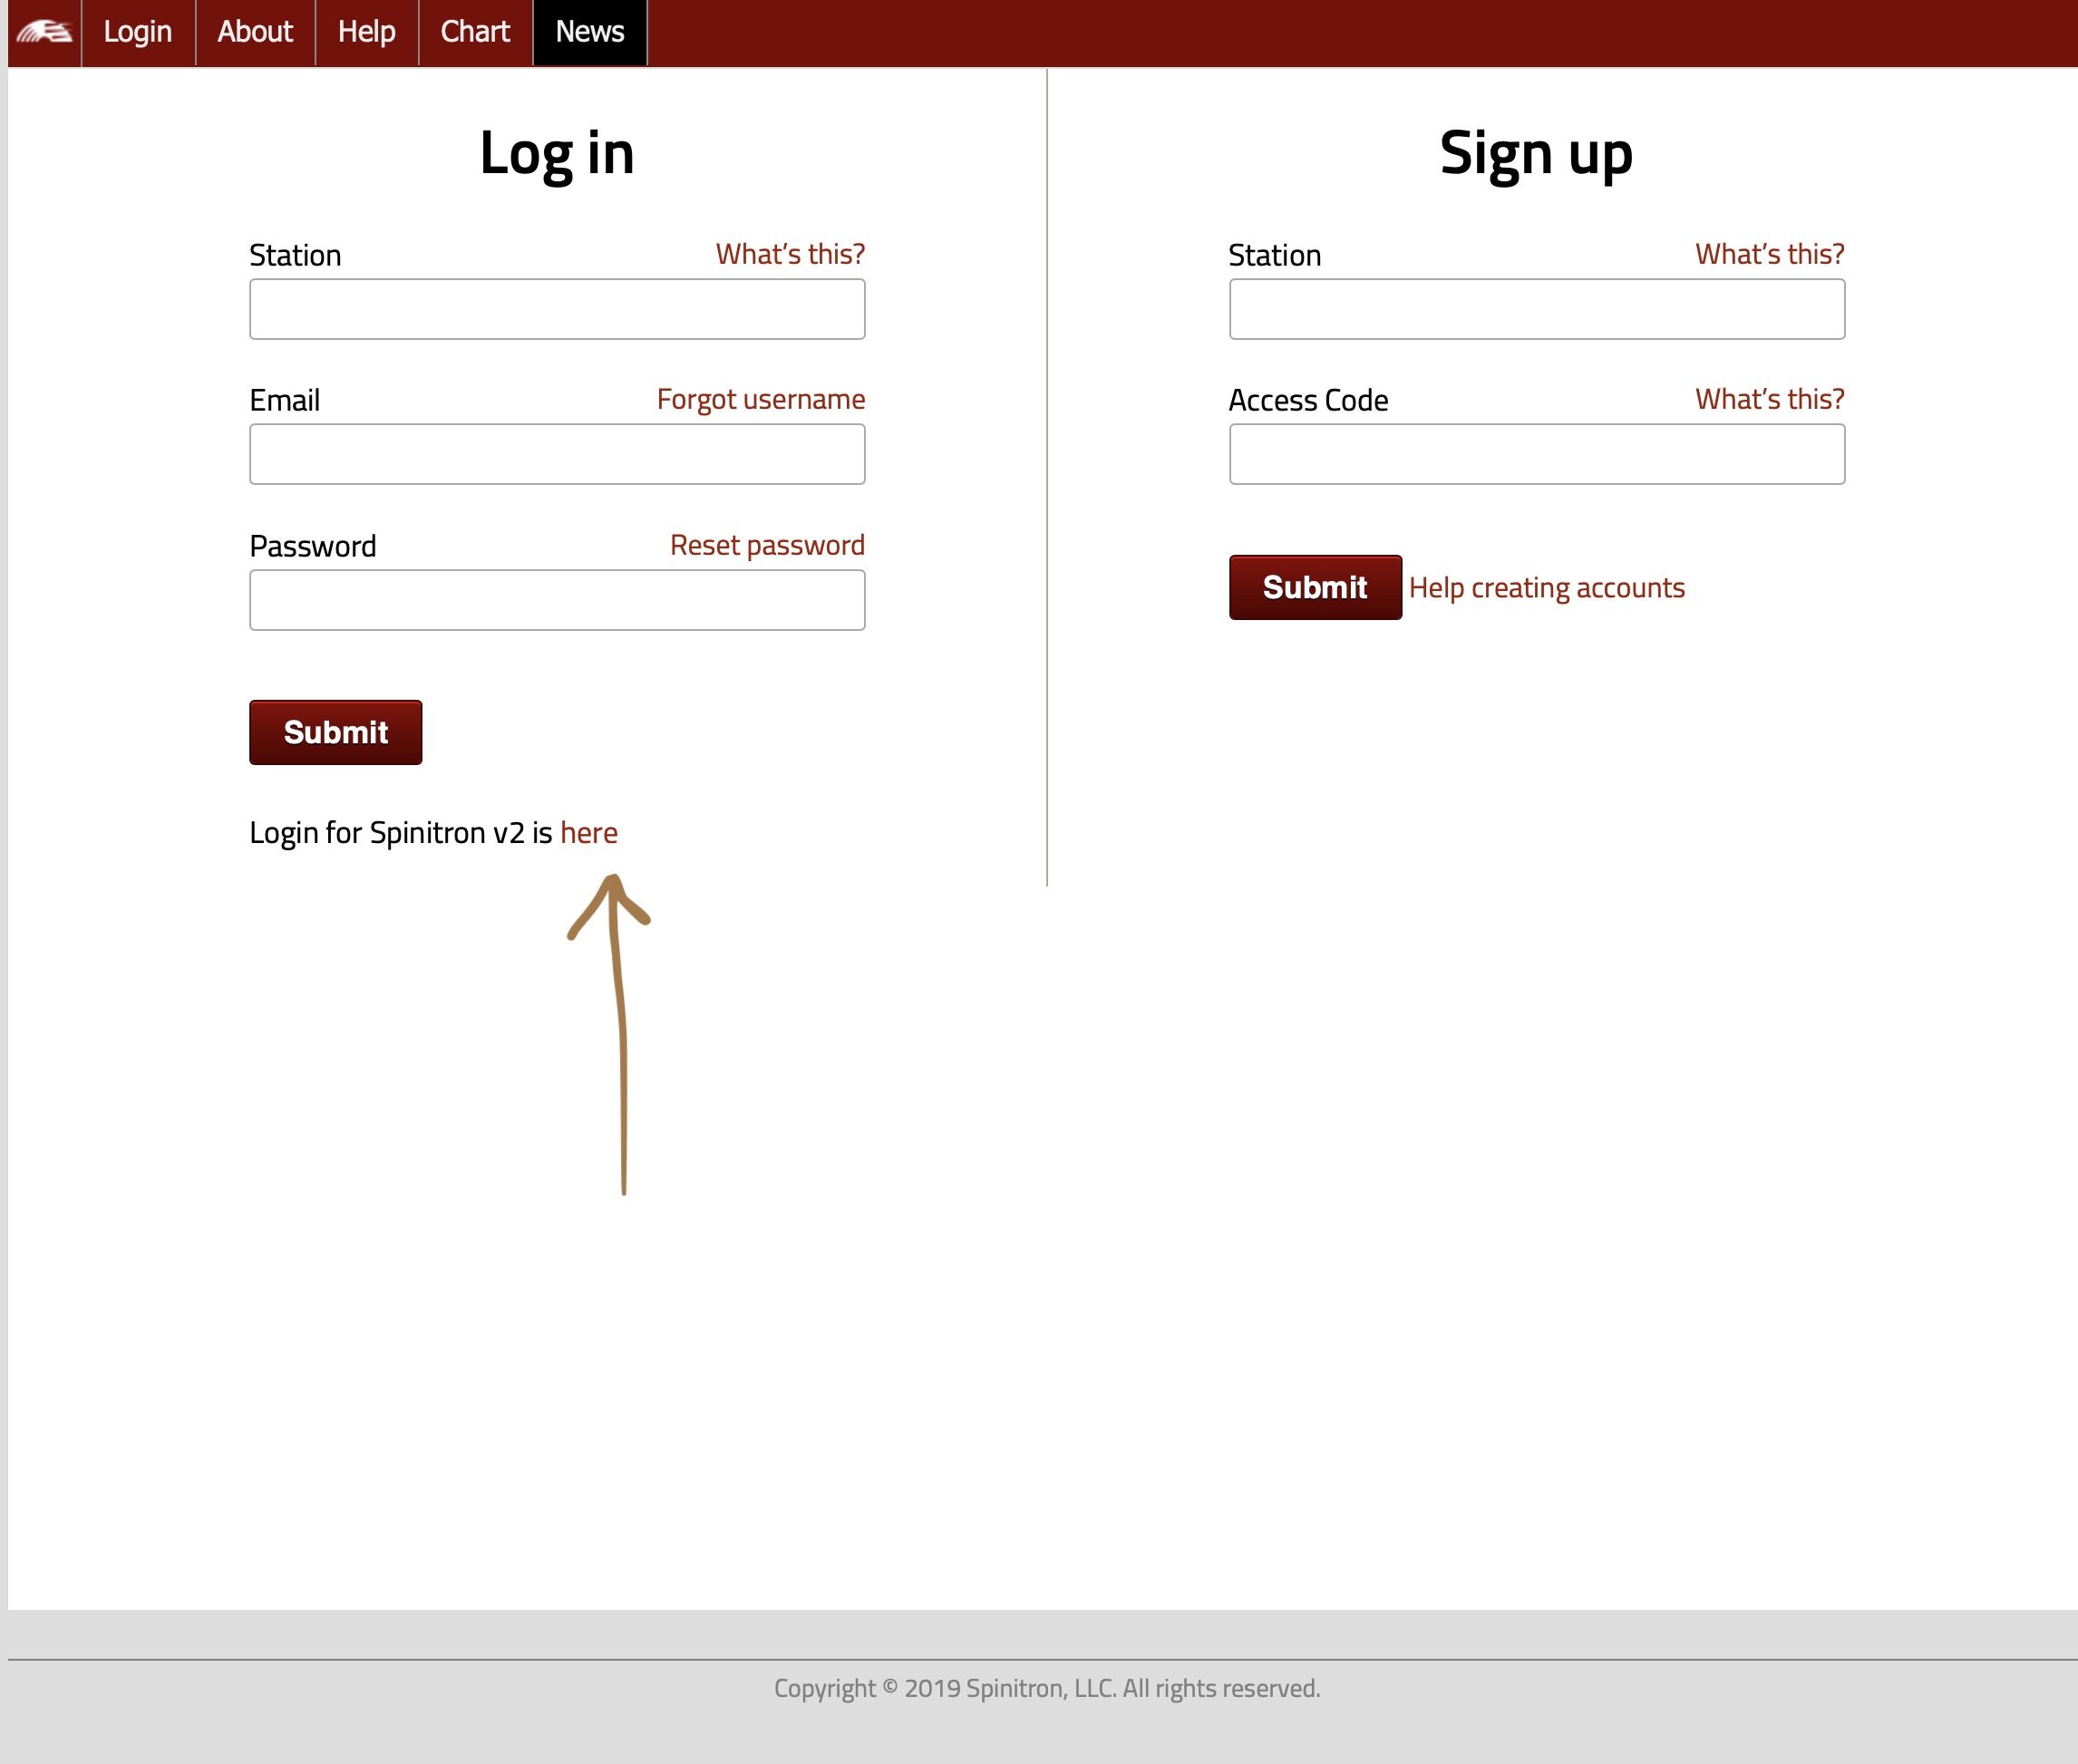 Login About Help Chart News
Log in
Station What's this?
Email Forgot username
Password Reset password
Submit
Login for Spinitron v2 is here
Sign up
Station What's this?
Access Code What's this?
Submit Help creating accounts
Copyright © 2019 Spinitron, LLC. All rights reserved.